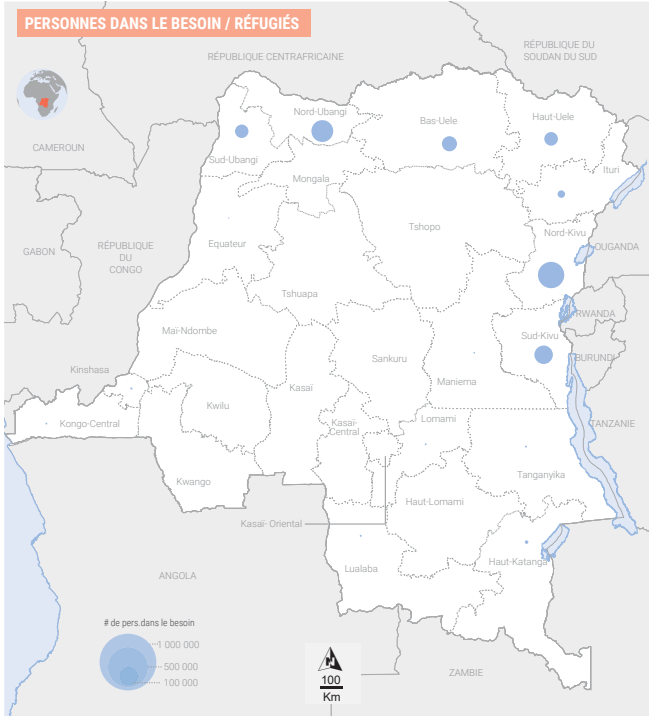 PERSONNES DANS LE BESOIN / RÉFUGIÉS
RÉPUBLIQUE DU
SOUDAN DU SUD
RÉPUBLIQUE CENTRAFRICAINE
CAMEROUN
Nord-Ubangi
Bas-Uele
Haut-Uele
Sud-Ubangi
Ituri
Mongala
Tshopo
Nord-Kivu
Equateur
OUGANDA
GABON
RÉPUBLIQUE
DU
CONGO
Tshuapa
RWANDA
Maï-Ndombe
Sud-Kivu
Sankuru
BURUNDI
Kinshasa
Kasaï
Maniema
Kwilu
Kongo-Central
Kasaï-
Central
Lomami
TANZANIE
Kwango
Tanganyika
Haut-Lomami
Kasaï- Oriental
Haut-Katanga
Lualaba
ANGOLA
# de pers.dans le besoin
1 000 000
500 000
100 000
N
100
Km
ZAMBIE